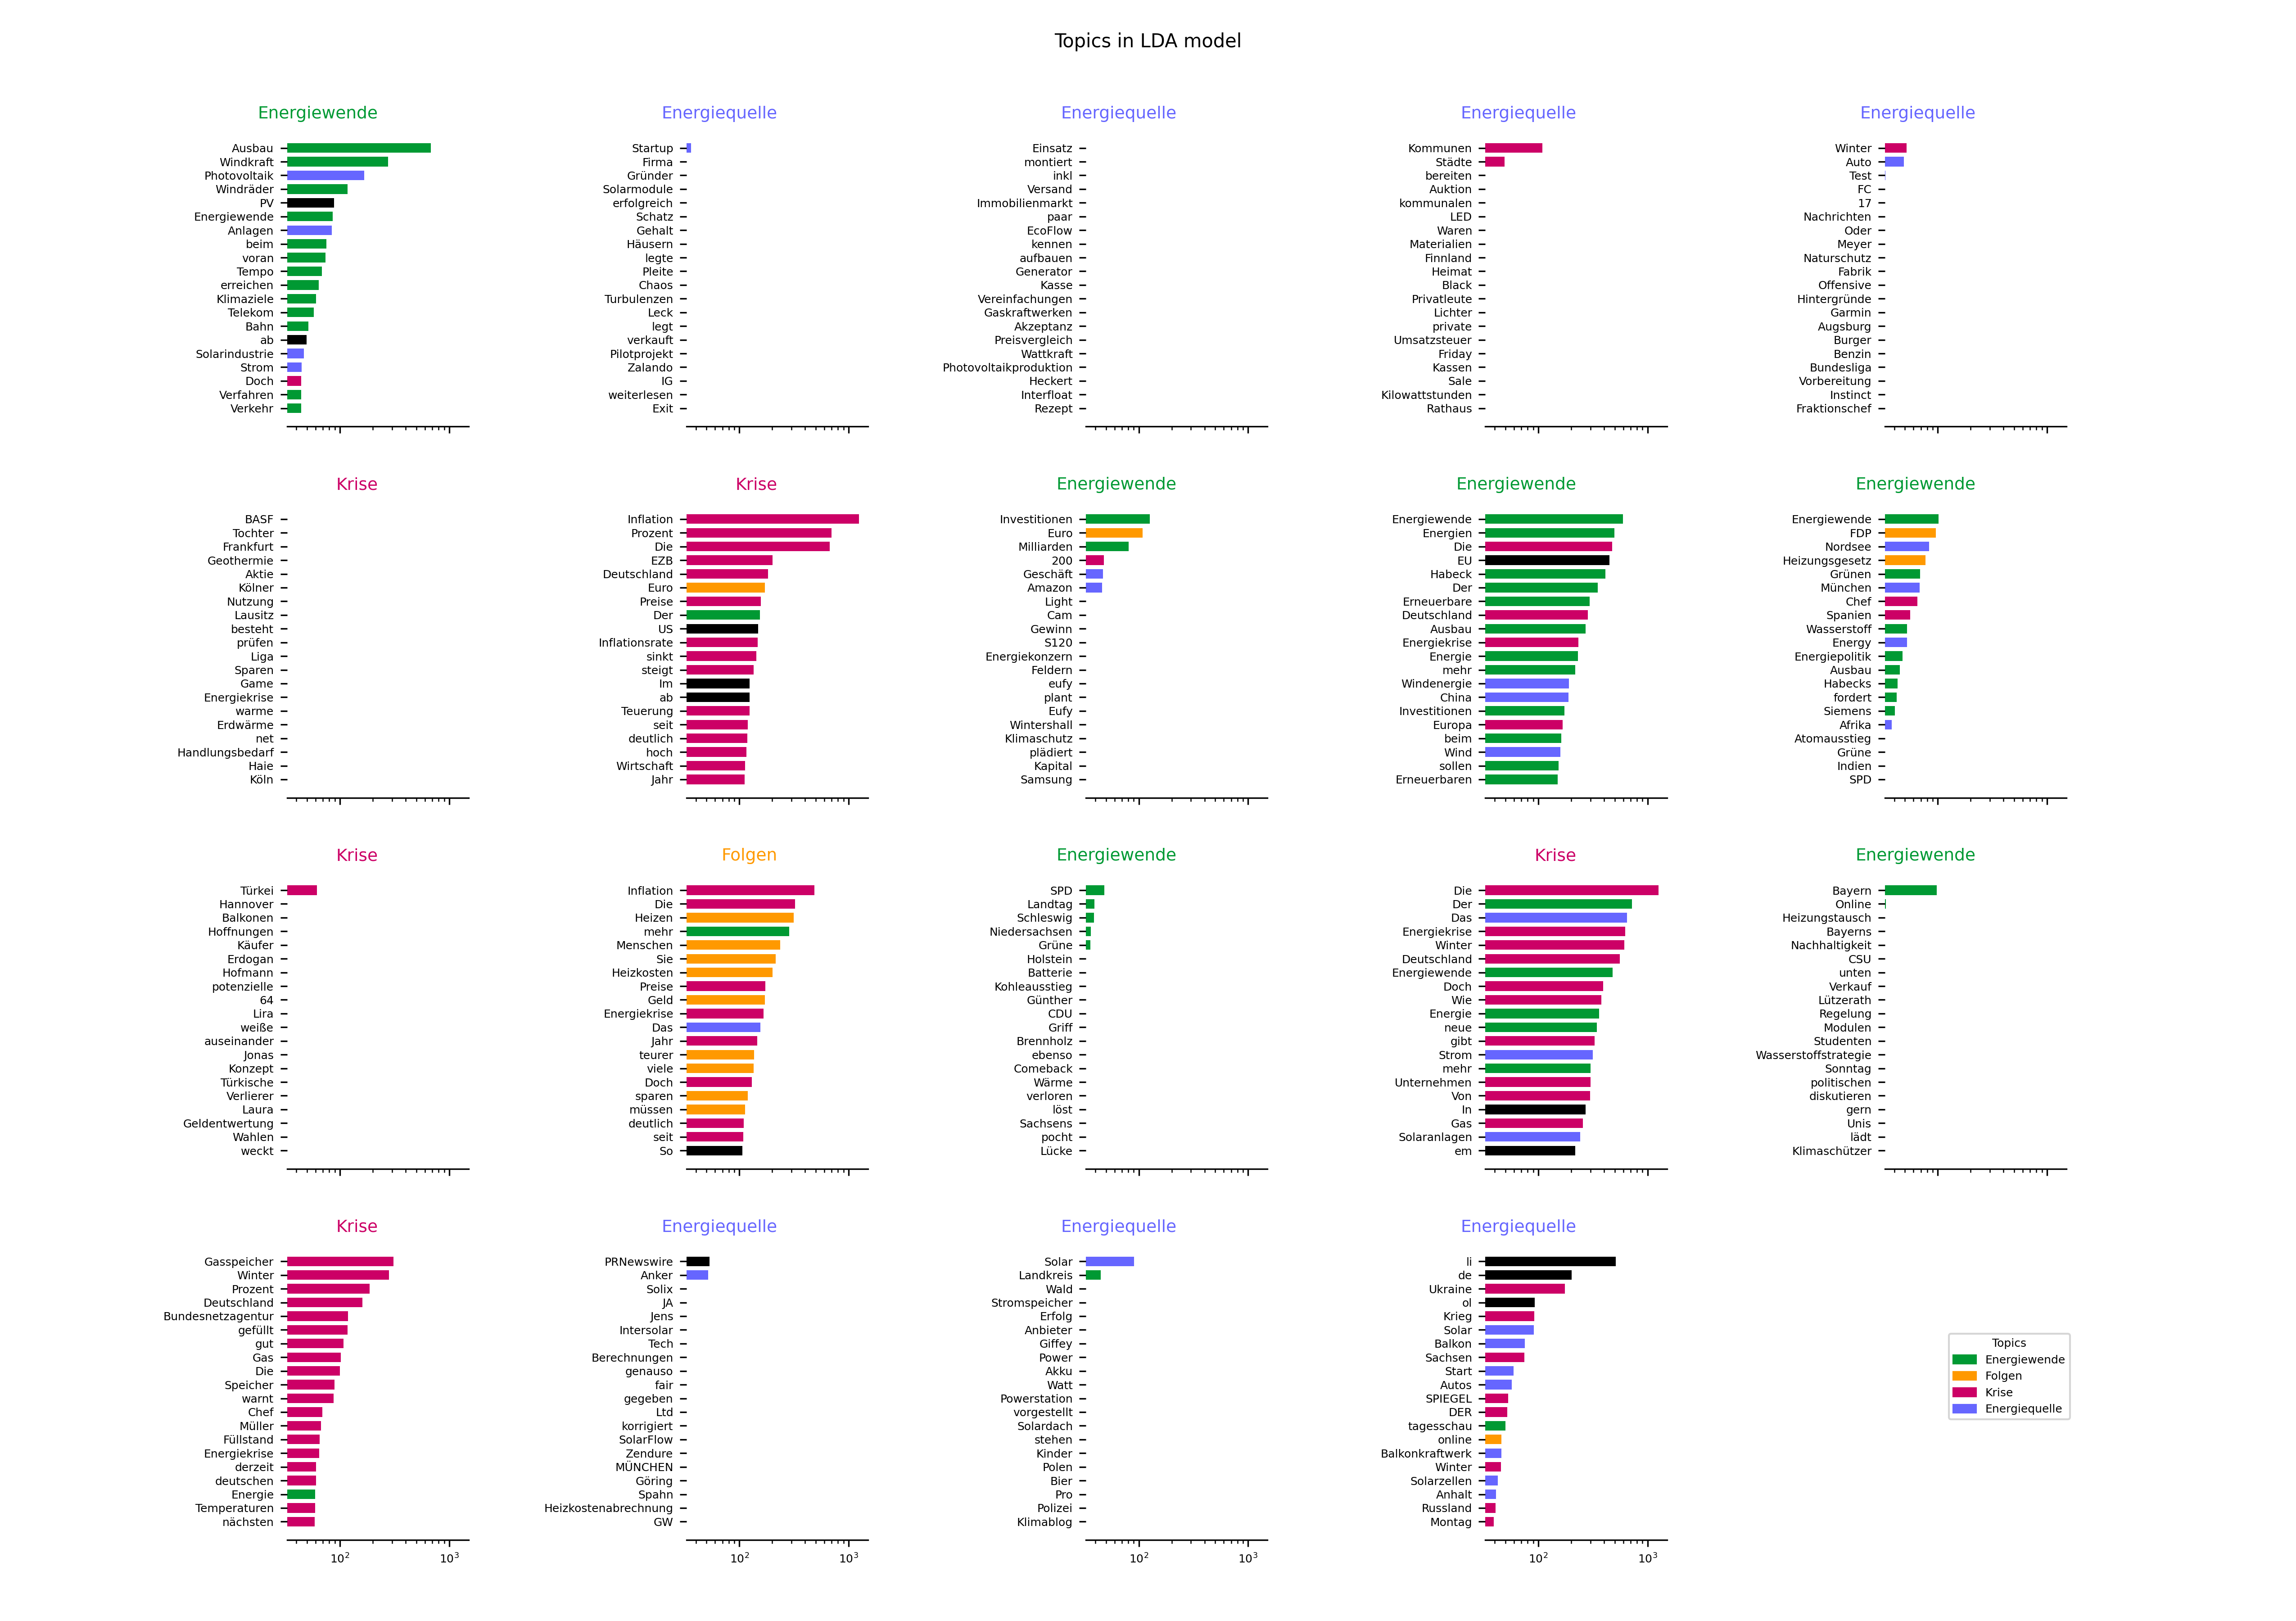 Topics in LDA model
Energiewende
Ausbau
Windkraft
Photovoltaik
Windräder
PV
Energiewende
Anlagen
beim
voran
Tempo
erreichen
Klimaziele
Telekom
Bahn
ab
Solarindustrie
Strom
Doch
Verfahren
Verkehr
Energiequelle
Startup
Firma
Gründer
Solarmodule
erfolgreich
Schatz
Gehalt
Häusern
legte
Pleite
Chaos
Turbulenzen
Leck
legt
verkauft
Pilotprojekt
Zalando
IG
weiterlesen
Exit
Energiequelle
Einsatz
montiert
inkl
Versand
Immobilienmarkt
paar
EcoFlow
kennen
aufbauen
Generator
Kasse
Vereinfachungen
Gaskraftwerken
Akzeptanz
Preisvergleich
Wattkraft
Photovoltaikproduktion
Heckert
Interfloat
Rezept
Energiequelle
Kommunen
Städte
bereiten
Auktion
kommunalen
LED
Waren
Materialien
Finnland
Heimat
Black
Privatleute
Lichter
private
Umsatzsteuer
Friday
Kassen
Sale
Kilowattstunden
Rathaus
Energiequelle
Winter
Auto
Test
FC
17
Nachrichten
Oder
Meyer
Naturschutz
Fabrik
Offensive
Hintergründe
Garmin
Augsburg
Burger
Benzin
Bundesliga
Vorbereitung
Instinct
Fraktionschef
Krise
BASF
Tochter
Frankfurt
Geothermie
Aktie
Kölner
Nutzung
Lausitz
besteht
prüfen
Liga
Sparen
Game
Energiekrise
warme
Erdwärme
net
Handlungsbedarf
Haie
Köln
Krise
Inflation
Prozent
Die
EZB
Deutschland
Euro
Preise
Der
US
Inflationsrate
sinkt
steigt
Im
ab
Teuerung
seit
deutlich
hoch
Wirtschaft
Jahr
Energiewende
Investitionen
Euro
Milliarden
200
Geschäft
Amazon
Light
Cam
Gewinn
S120
Energiekonzern
Feldern
eufy
plant
Eufy
Wintershall
Klimaschutz
plädiert
Kapital
Samsung
Energiewende
Energiewende
Energien
Die
EU
Habeck
Der
Erneuerbare
Deutschland
Ausbau
Energiekrise
Energie
mehr
Windenergie
China
Investitionen
Europa
beim
Wind
sollen
Erneuerbaren
Energiewende
Energiewende
FDP
Nordsee
Heizungsgesetz
Grünen
München
Chef
Spanien
Wasserstoff
Energy
Energiepolitik
Ausbau
Habecks
fordert
Siemens
Afrika
Atomausstieg
Grüne
Indien
SPD
Krise
Türkei
Hannover
Balkonen
Hoffnungen
Käufer
Erdogan
Hofmann
potenzielle
64
Lira
weiße
auseinander
Jonas
Konzept
Türkische
Verlierer
Laura
Geldentwertung
Wahlen
weckt
Folgen
Inflation
Die
Heizen
mehr
Menschen
Sie
Heizkosten
Preise
Geld
Energiekrise
Das
Jahr
teurer
viele
Doch
sparen
müssen
deutlich
seit
So
Energiewende
SPD
Landtag
Schleswig
Niedersachsen
Grüne
Holstein
Batterie
Kohleausstieg
Günther
CDU
Griff
Brennholz
ebenso
Comeback
Wärme
verloren
löst
Sachsens
pocht
Lücke
Krise
Die
Der
Das
Energiekrise
Winter
Deutschland
Energiewende
Doch
Wie
Energie
neue
gibt
Strom
mehr
Unternehmen
Von
In
Gas
Solaranlagen
em
Energiewende
Bayern
Online
Heizungstausch
Bayerns
Nachhaltigkeit
CSU
unten
Verkauf
Lützerath
Regelung
Modulen
Studenten
Wasserstoffstrategie
Sonntag
politischen
diskutieren
gern
Unis
lädt
Klimaschützer
Krise
Gasspeicher
Winter
Prozent
Deutschland
Bundesnetzagentur
gefüllt
gut
Gas
Die
Speicher
warnt
Chef
Müller
Füllstand
Energiekrise
derzeit
deutschen
Energie
Temperaturen
nächsten
10²
10³
Energiequelle
PRNewswire
Anker
Solix
JA
Jens
Intersolar
Tech
Berechnungen
genauso
fair
gegeben
Ltd
korrigiert
SolarFlow
Zendure
MÜNCHEN
Göring
Spahn
Heizkostenabrechnung
GW
10²
10³
Energiequelle
Solar
Landkreis
Wald
Stromspeicher
Erfolg
Anbieter
Giffey
Power
Akku
Watt
Powerstation
vorgestellt
Solardach
stehen
Kinder
Polen
Bier
Pro
Polizei
Klimablog
10²
10³
Energiequelle
li
de
Ukraine
ol
Krieg
Solar
Balkon
Sachsen
Start
Autos
SPIEGEL
DER
tagesschau
online
Balkonkraftwerk
Winter
Solarzellen
Anhalt
Russland
Montag
10²
10³
Topics
Energiewende
Folgen
Krise
Energiequelle